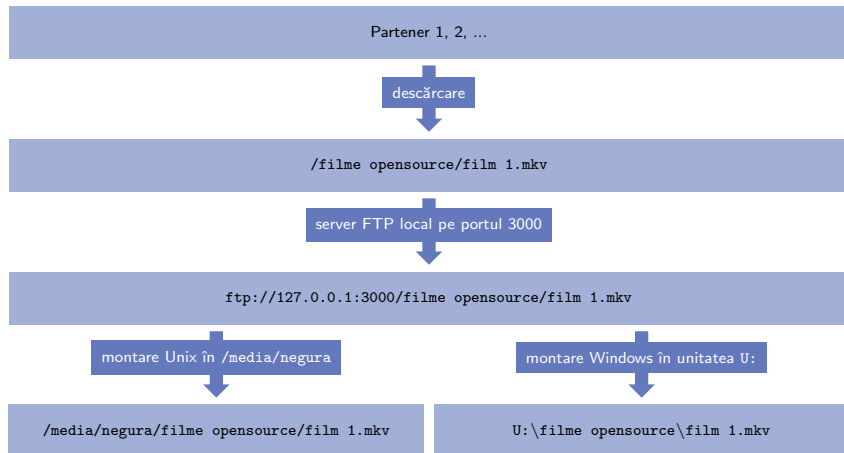 Partener 1, 2, ...
descărcare
/filme opensource/film 1.mkv
server FTP local pe portul 3000
ftp://127.0.0.1:3000/filme opensource/film 1.mkv
montare Unix în /media/negura
montare Windows în unitatea U:
/media/negura/filme opensource/film 1.mkv
U:\filme opensource\film 1.mkv